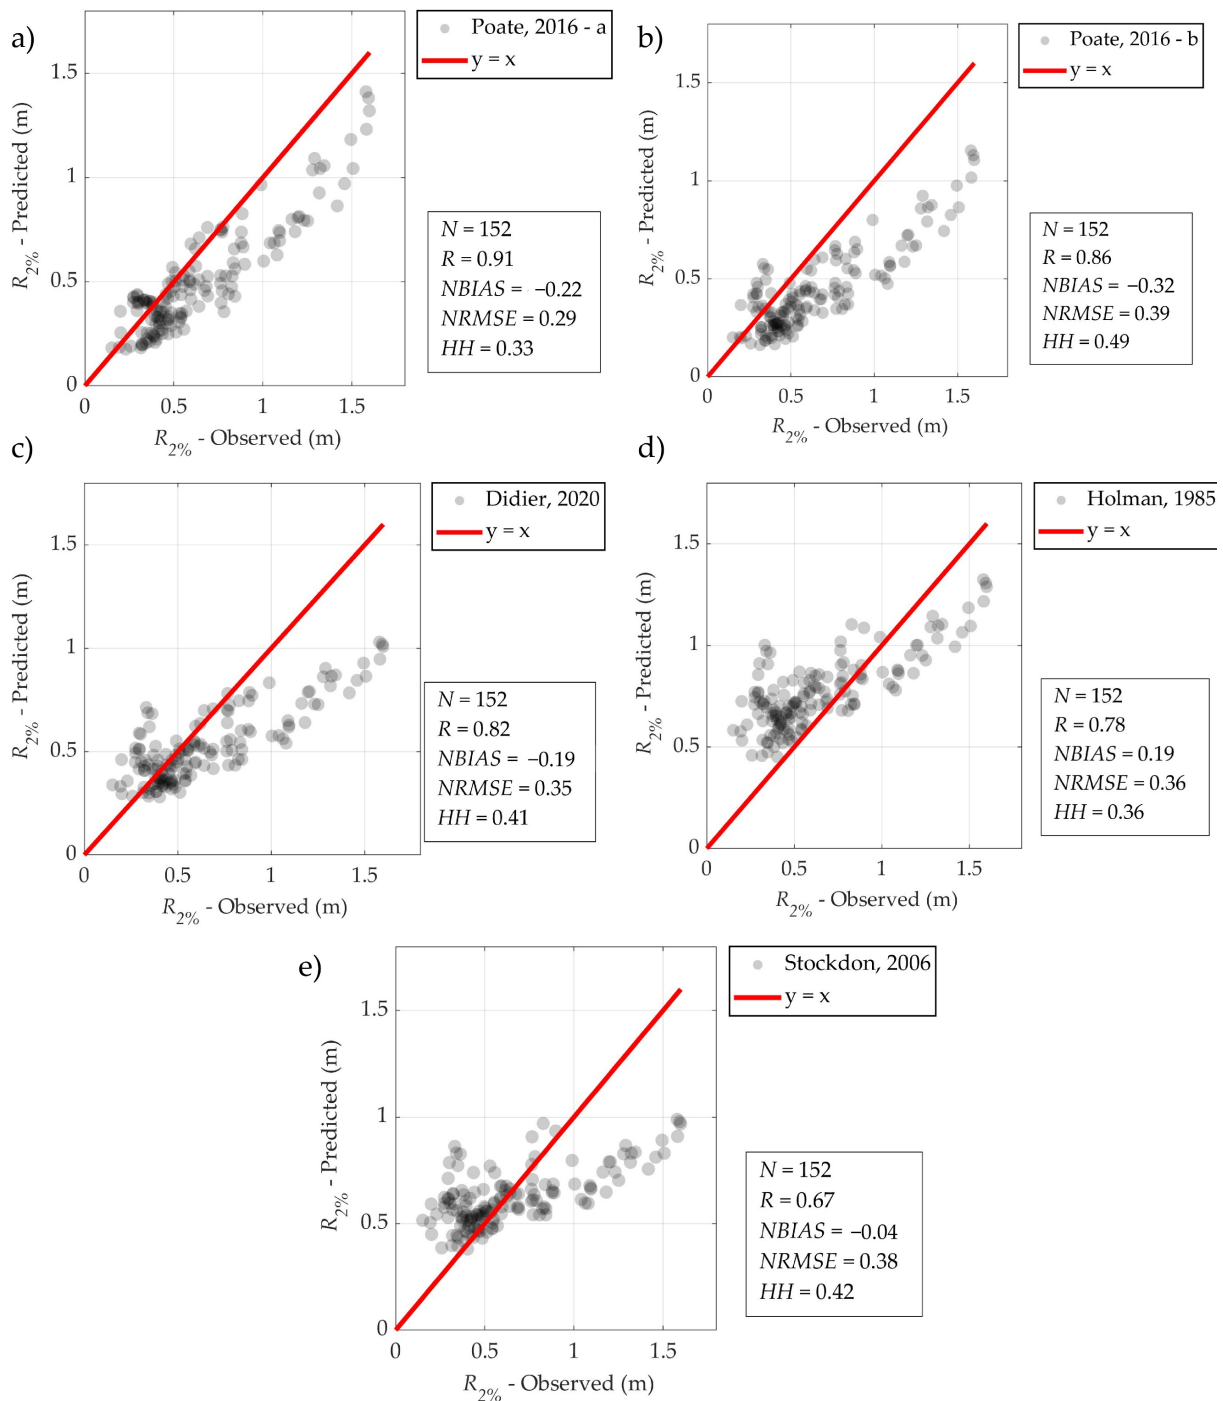 a)
Poate, 2016 - a
y = x
1.5
1
0.5
0
R2% - Predicted (m)
N = 152
R = 0.91
NBIAS = −0.22
NRMSE = 0.29
HH = 0.33
0 0.5 1 1.5
R2% - Observed (m)
b)
Poate, 2016 - b
y = x
1.5
1
0.5
0
R2% - Predicted (m)
N = 152
R = 0.86
NBIAS = −0.32
NRMSE = 0.39
HH = 0.49
0 0.5 1 1.5
R2% - Observed (m)
c)
Didier, 2020
y = x
1.5
1
0.5
0
R2% - Predicted (m)
N = 152
R = 0.82
NBIAS = −0.19
NRMSE = 0.35
HH = 0.41
0 0.5 1 1.5
R2% - Observed (m)
d)
Holman, 1985
y = x
1.5
1
0.5
0
R2% - Predicted (m)
N = 152
R = 0.78
NBIAS = 0.19
NRMSE = 0.36
HH = 0.36
0 0.5 1 1.5
R2% - Observed (m)
e)
Stockdon, 2006
y = x
1.5
1
0.5
0
R2% - Predicted (m)
N = 152
R = 0.67
NBIAS = −0.04
NRMSE = 0.38
HH = 0.42
0 0.5 1 1.5
R2% - Observed (m)